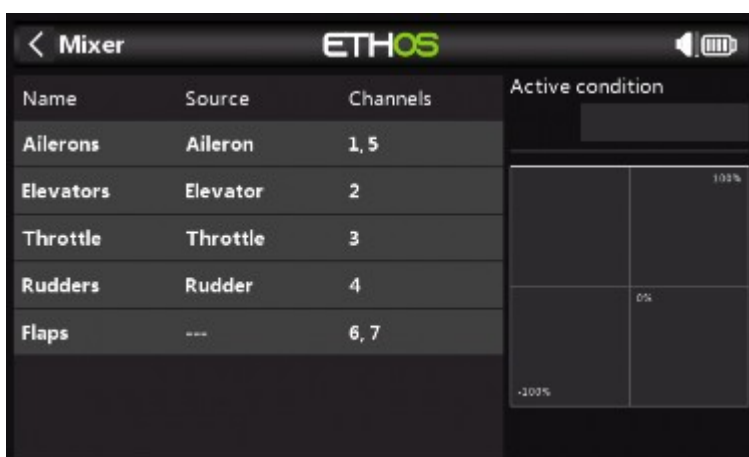 < Mixer ETHOS
Name Source Channels
Ailerons Aileron 1, 5
Elevators Elevator 2
Throttle Throttle 3
Rudders Rudder 4
Flaps --- 6, 7
Active condition
100%
0%
-100%